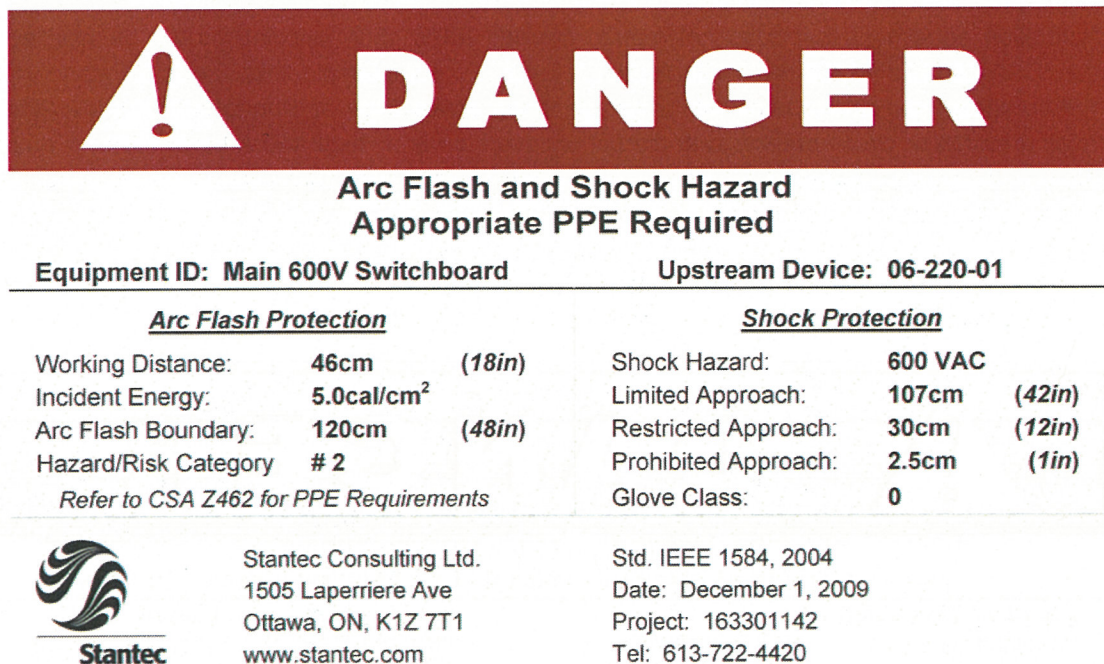 DANGER
Arc Flash and Shock Hazard
Appropriate PPE Required
Equipment ID: Main 600V Switchboard
Upstream Device: 06-220-01
Arc Flash Protection
Working Distance: 46cm (18in)
Incident Energy: 5.0cal/cm²
Arc Flash Boundary: 120cm (48in)
Hazard/Risk Category # 2
Refer to CSA Z462 for PPE Requirements
Shock Protection
Shock Hazard: 600 VAC
Limited Approach: 107cm (42in)
Restricted Approach: 30cm (12in)
Prohibited Approach: 2.5cm (1in)
Glove Class: 0
Stantec
Stantec Consulting Ltd.
1505 Laperriere Ave
Ottawa, ON, K1Z 7T1
www.stantec.com
Std. IEEE 1584, 2004
Date: December 1, 2009
Project: 163301142
Tel: 613-722-4420